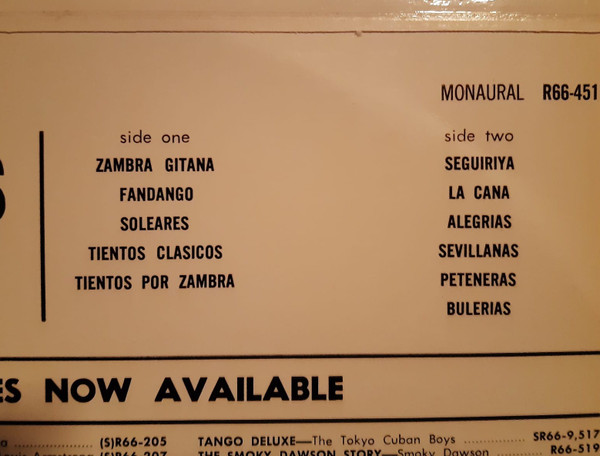 MONAURAL R66-451
side one
ZAMBRA GITANA
FANDANGO
SOLEARES
TIENTOS CLASICOS
TIENTOS POR ZAMBRA
side two
SEGUIRIYA
LA CANA
ALEGRIAS
SEVILLANAS
PETENERAS
BULERIAS
ES NOW AVAILABLE
(S)R66-205
TANGO DELUXE—The Tokyo Cuban Boys ............... SR66-9,517
THE SMOKY DAWSON STORY—Smoky Dawson ............ R66-519